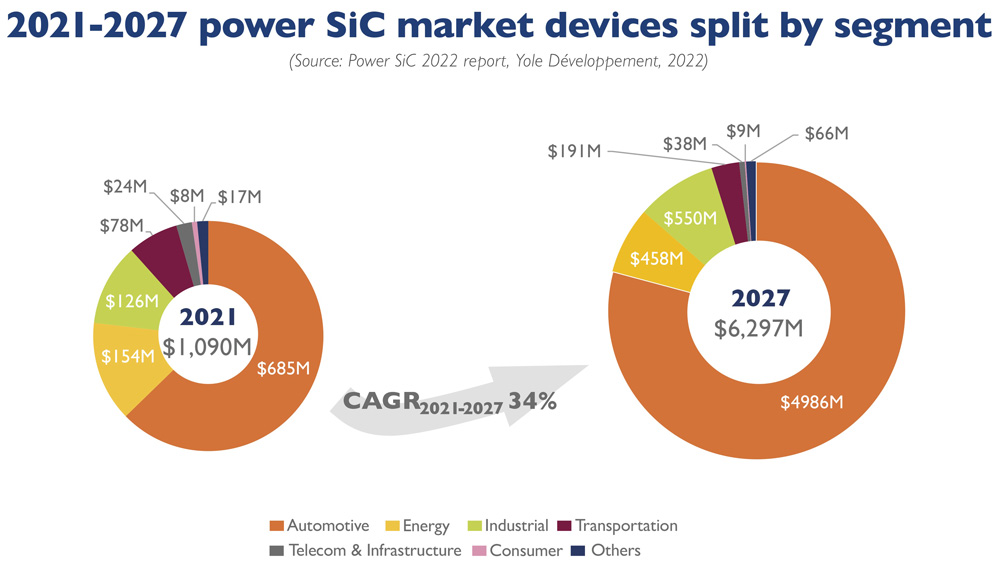 2021-2027 power SiC market devices split by segment
(Source: Power SiC 2022 report, Yole Développement, 2022)
$24M
$8M
$17M
$78M
$126M
$154M
$685M
2021
$1,090M
CAGR2021-2027 34%
$191M
$38M
$9M
$66M
$550M
$458M
$4986M
2027
$6,297M
Automotive Energy Industrial Transportation
Telecom & Infrastructure Consumer Others